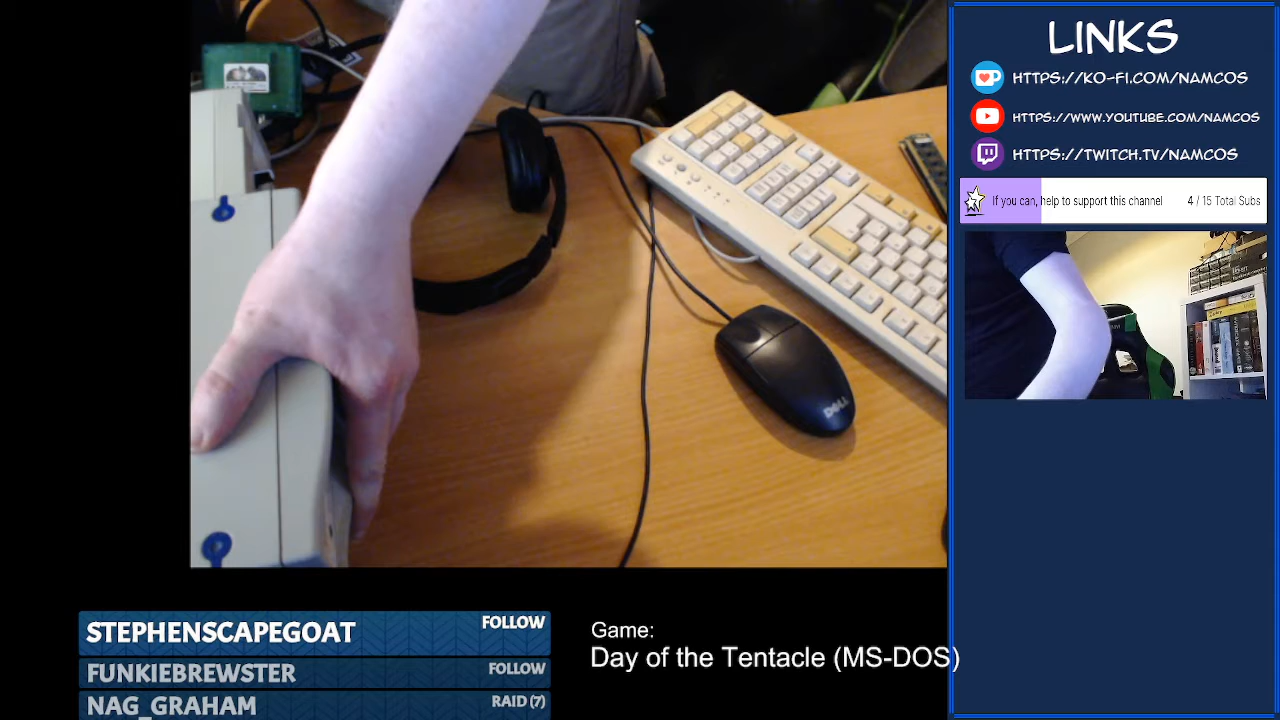 LINKS
HTTPS://KO-FI.COM/NAMCOS
HTTPS://WWW.YOUTUBE.COM/NAMCOS
HTTPS://TWITCH.TV/NAMCOS
If you can, help to support this channel 4 / 15 Total Subs
DELL
STEPHENSCAPEGOAT FOLLOW
FUNKIEBREWSTER FOLLOW
NAG_GRAHAM RAID (7)
Game:
Day of the Tentacle (MS-DOS)